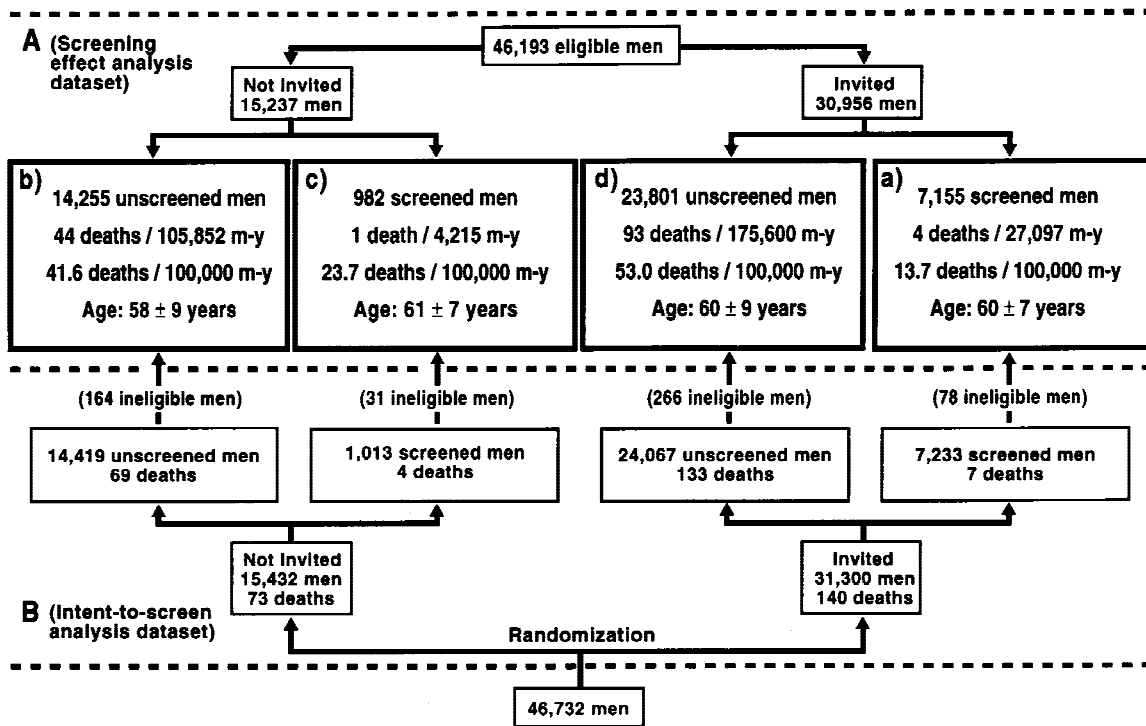 A (Screening
effect analysis
dataset)
46,193 eligible men
Not Invited
15,237 men
Invited
30,956 men
b)
14,255 unscreened men
44 deaths / 105,852 m-y
41.6 deaths / 100,000 m-y
Age: 58 ± 9 years
c)
982 screened men
1 death / 4,215 m-y
23.7 deaths / 100,000 m-y
Age: 61 ± 7 years
d)
23,801 unscreened men
93 deaths / 175,600 m-y
53.0 deaths / 100,000 m-y
Age: 60 ± 9 years
a)
7,155 screened men
4 deaths / 27,097 m-y
13.7 deaths / 100,000 m-y
Age: 60 ± 7 years
(164 ineligible men)
(31 ineligible men)
(266 ineligible men)
(78 ineligible men)
14,419 unscreened men
69 deaths
1,013 screened men
4 deaths
24,067 unscreened men
133 deaths
7,233 screened men
7 deaths
Not Invited
15,432 men
73 deaths
Invited
31,300 men
140 deaths
B (Intent-to-screen
analysis dataset)
Randomization
46,732 men